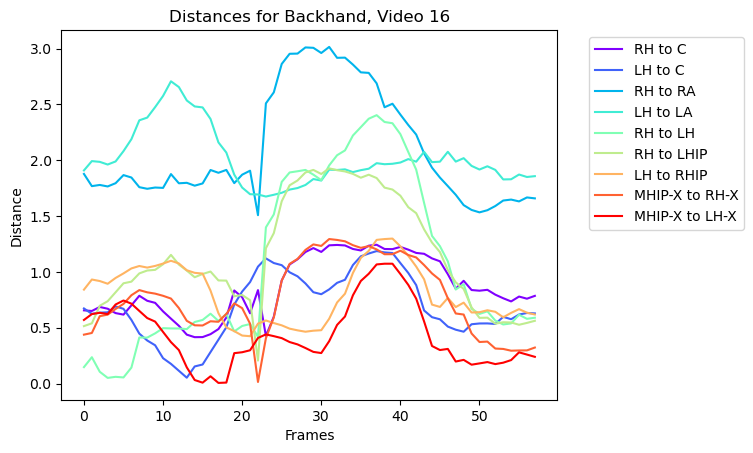 Distances for Backhand, Video 16
3.0
2.5
2.0
1.5
1.0
0.5
0.0
Distance
0
10
20
30
40
50
Frames
RH to C
LH to C
RH to RA
LH to LA
RH to LH
RH to LHIP
LH to RHIP
MHIP-X to RH-X
MHIP-X to LH-X